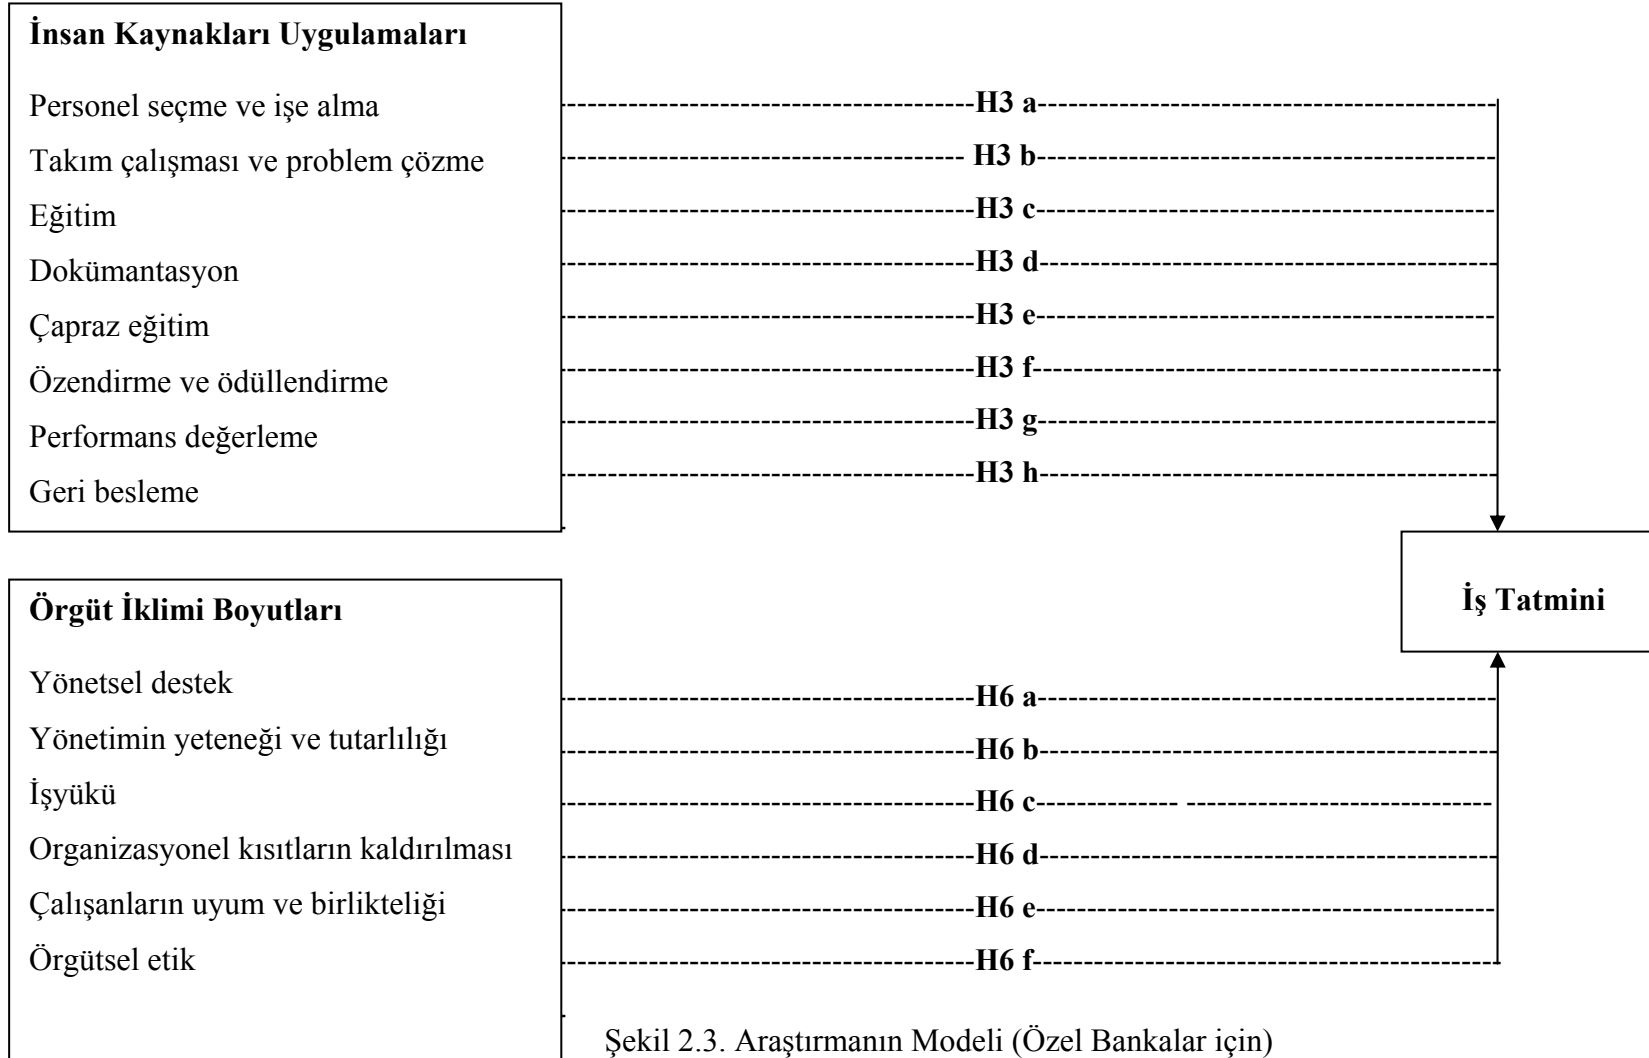 İnsan Kaynakları Uygulamaları
Personel seçme ve işe alma
H3 a
Takım çalışması ve problem çözme
H3 b
Eğitim
H3 c
Dokümantasyon
H3 d
Çapraz eğitim
H3 e
Özendirme ve ödüllendirme
H3 f
Performans değerleme
H3 g
Geri besleme
H3 h
İş Tatmini
Örgüt İklimi Boyutları
Yönetsel destek
H6 a
Yönetimin yeteneği ve tutarlılığı
H6 b
İşyükü
H6 c
Organizasyonel kısıtların kaldırılması
H6 d
Çalışanların uyum ve birlikteliği
H6 e
Örgütsel etik
H6 f
Şekil 2.3. Araştırmanın Modeli (Özel Bankalar için)